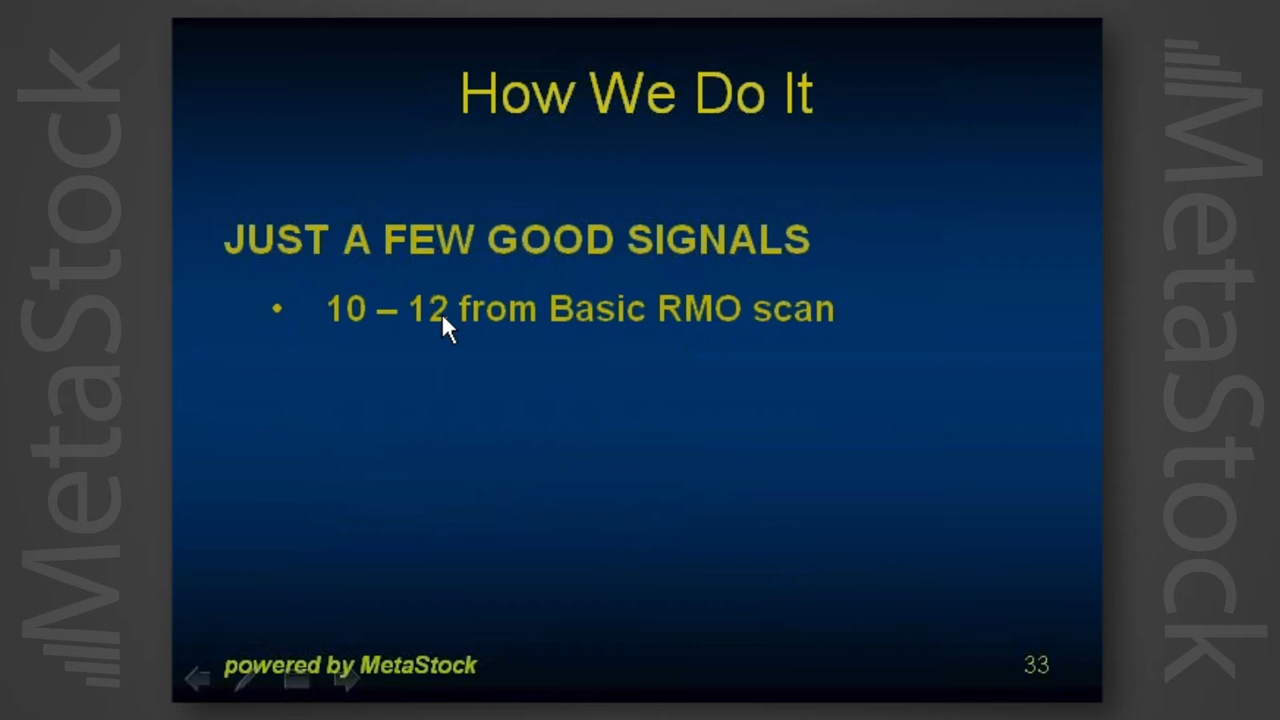 MetaStock
How We Do It
JUST A FEW GOOD SIGNALS
• 10 – 12 from Basic RMO scan
powered by MetaStock
33
MetaStock